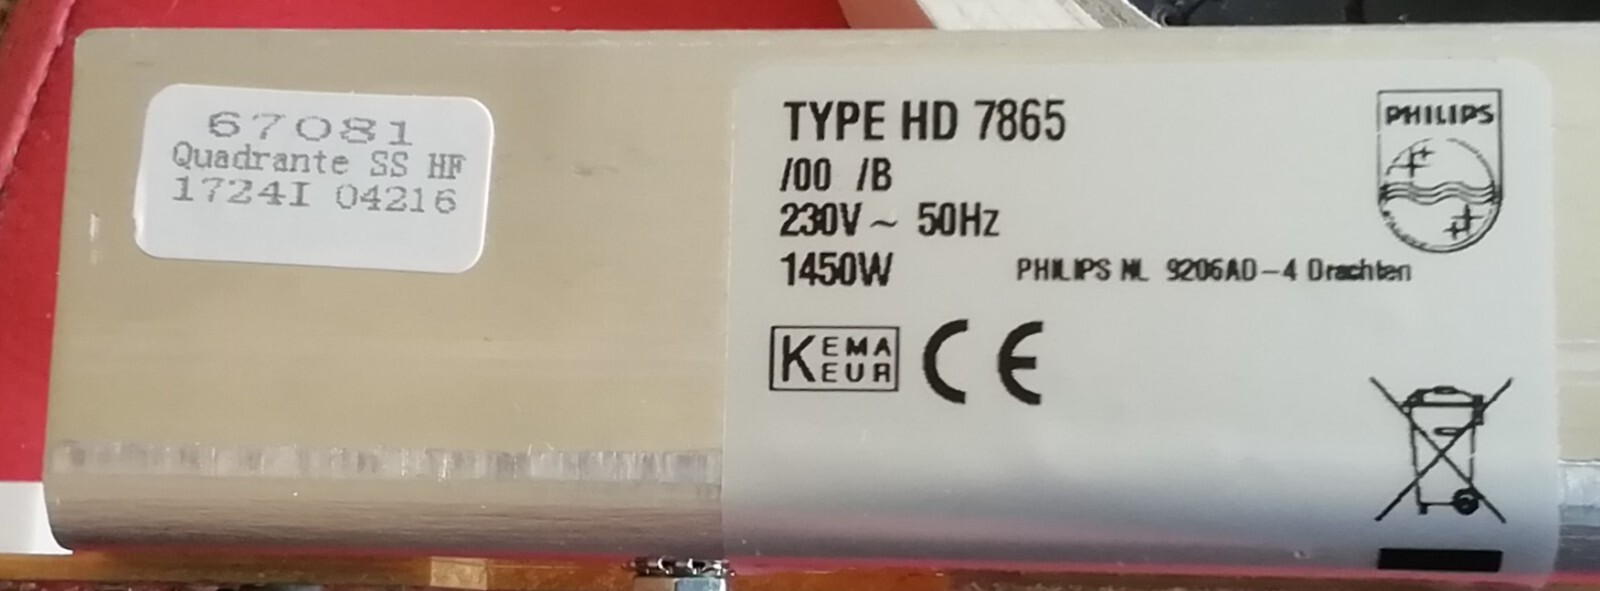 67081
Quadrante SS HF
1724I 04216
TYPE HD 7865
/00 /B
230V ~ 50Hz
1450W
PHILIPS NL 9206AD-4 Drachten
PHILIPS
KEMA
KEUR
CE